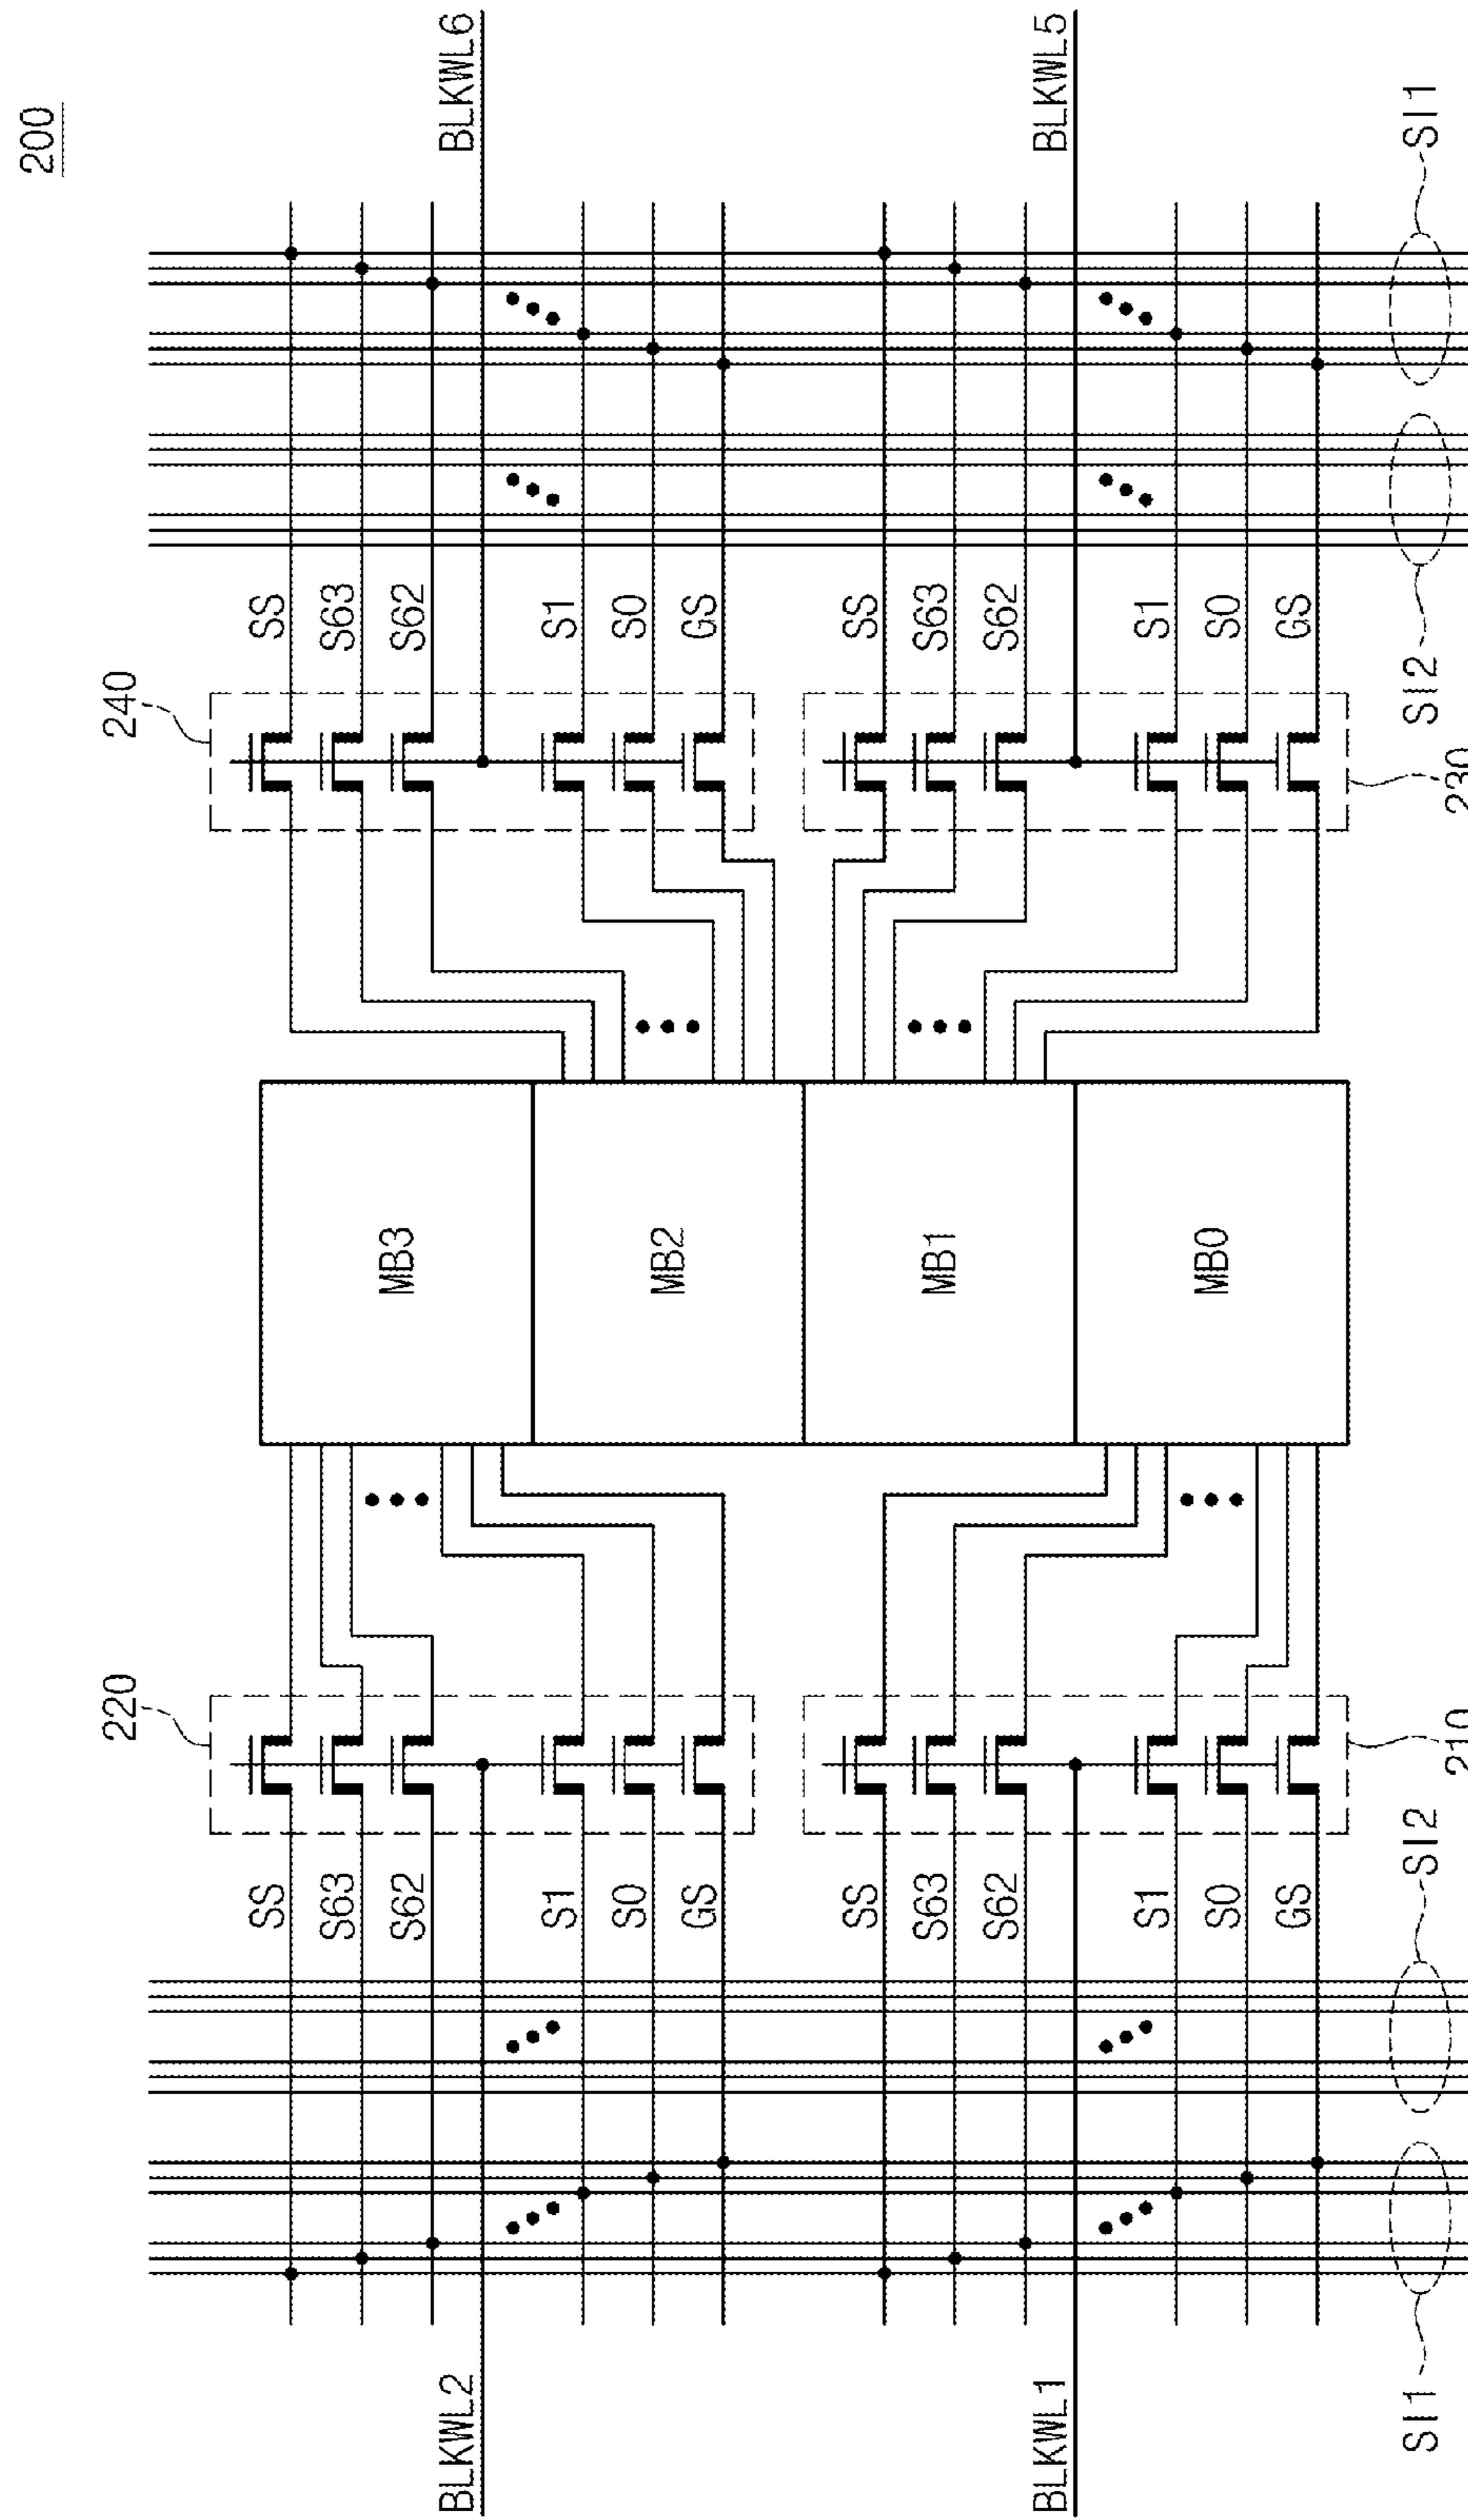 200
220
240
SS
SS
S63
S63
MB3
S62
S62
BLKWL2
BLKWL6
S1
S1
S0
S0
MB2
GS
GS
SS
SS
S63
S63
MB1
S62
S62
BLKWL1
BLKWL5
S1
S1
MB0
S0
S0
GS
GS
SI1
SI2
SI2
SI1
210
230